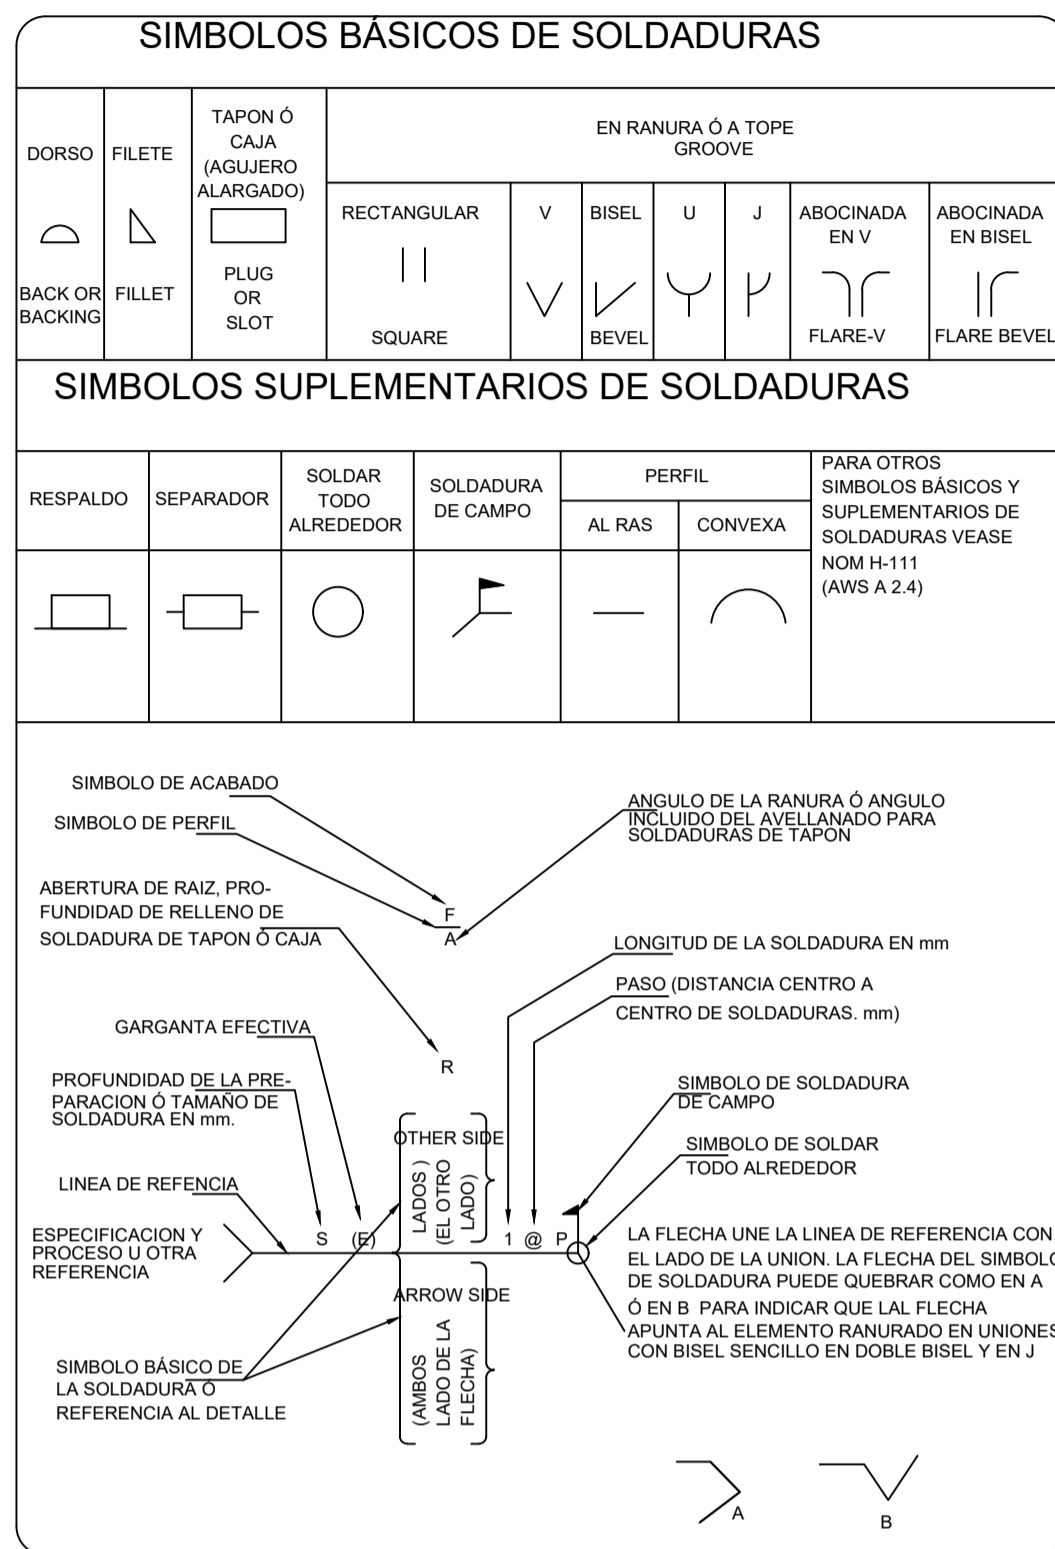 SIMBOLOS BÁSICOS DE SOLDADURAS
DORSO
BACK OR
BACKING
FILETE
FILLET
TAPON Ó
CAJA
(AGUJERO
ALARGADO)
PLUG
OR
SLOT
EN RANURA Ó A TOPE
GROOVE
RECTANGULAR
SQUARE
V
BISEL
BEVEL
U
J
ABOCINADA
EN V
FLARE-V
ABOCINADA
EN BISEL
FLARE BEVEL
SIMBOLOS SUPLEMENTARIOS DE SOLDADURAS
RESPALDO
SEPARADOR
SOLDAR
TODO
ALREDEDOR
SOLDADURA
DE CAMPO
PERFIL
AL RAS
CONVEXA
PARA OTROS
SIMBOLOS BÁSICOS Y
SUPLEMENTARIOS DE
SOLDADURAS VEASE
NOM H-111
(AWS A 2.4)
SIMBOLO DE ACABADO
SIMBOLO DE PERFIL
ABERTURA DE RAIZ, PRO-
FUNDIDAD DE RELLENO DE
SOLDADURA DE TAPON Ó CAJA
GARGANTA EFECTIVA
PROFUNDIDAD DE LA PRE-
PARACION Ó TAMAÑO DE
SOLDADURA EN mm.
LINEA DE REFENCIA
ESPECIFICACION Y
PROCESO U OTRA
REFERENCIA
SIMBOLO BÁSICO DE
LA SOLDADURA Ó
REFERENCIA AL DETALLE
F
A
R
S (E)
OTHER SIDE
LADOS )
(EL OTRO
LADO)
ARROW SIDE
(AMBOS
LADO DE LA
FLECHA)
1 @ P
ANGULO DE LA RANURA Ó ANGULO
INCLUIDO DEL AVELLANADO PARA
SOLDADURAS DE TAPON
LONGITUD DE LA SOLDADURA EN mm
PASO (DISTANCIA CENTRO A
CENTRO DE SOLDADURAS. mm)
SIMBOLO DE SOLDADURA
DE CAMPO
SIMBOLO DE SOLDAR
TODO ALREDEDOR
LA FLECHA UNE LA LINEA DE REFERENCIA CON
EL LADO DE LA UNION. LA FLECHA DEL SIMBOLO
DE SOLDADURA PUEDE QUEBRAR COMO EN A
Ó EN B PARA INDICAR QUE LAL FLECHA
APUNTA AL ELEMENTO RANURADO EN UNIONES
CON BISEL SENCILLO EN DOBLE BISEL Y EN J
A
B